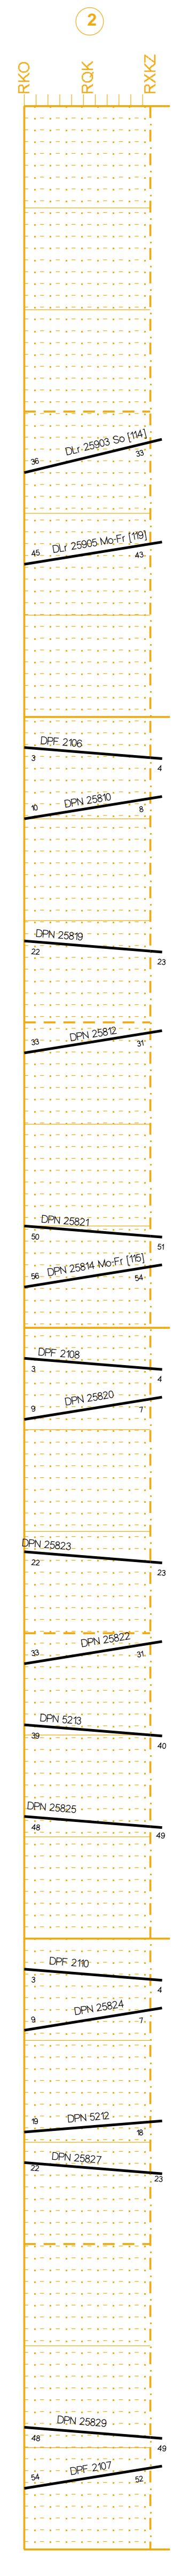 2
RKO RQK RXKZ
DLr 25903 So [114]
36 33
DLr 25905 Mo-Fr [119]
45 43
DPF 2106
3 4
DPN 25810
10 8
DPN 25819
22 23
DPN 25812
33 31
DPN 25821
50 51
DPN 25814 Mo-Fr [115]
56 54
DPF 2108
3 4
DPN 25820
9 7
DPN 25823
22 23
DPN 25822
33 31
DPN 5213
39 40
DPN 25825
48 49
DPF 2110
3 4
DPN 25824
9 7
DPN 5212
19 18
DPN 25827
22 23
DPN 25829
48 49
DPF 2107
54 52